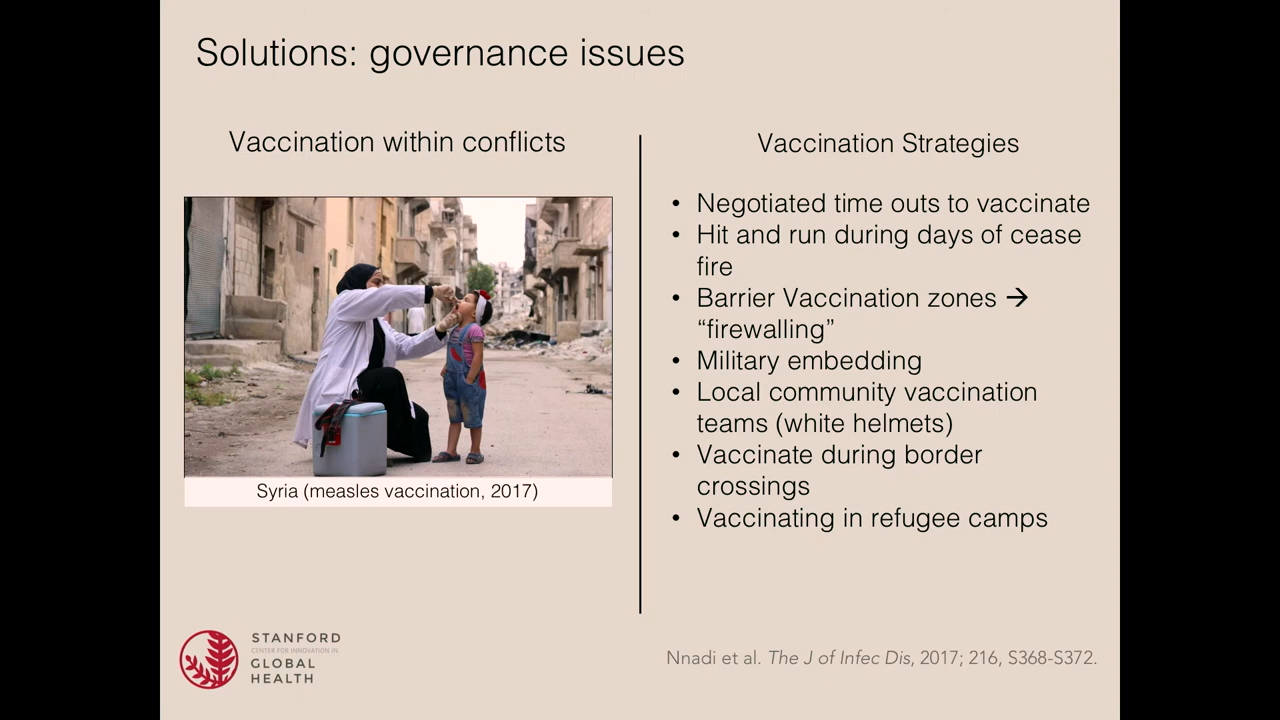 Solutions: governance issues
Vaccination within conflicts
Syria (measles vaccination, 2017)
Vaccination Strategies
• Negotiated time outs to vaccinate
• Hit and run during days of cease
fire
• Barrier Vaccination zones →
“firewalling”
• Military embedding
• Local community vaccination
teams (white helmets)
• Vaccinate during border
crossings
• Vaccinating in refugee camps
STANFORD
CENTER FOR INNOVATION IN
GLOBAL
HEALTH
Nnadi et al. The J of Infec Dis, 2017; 216, S368-S372.